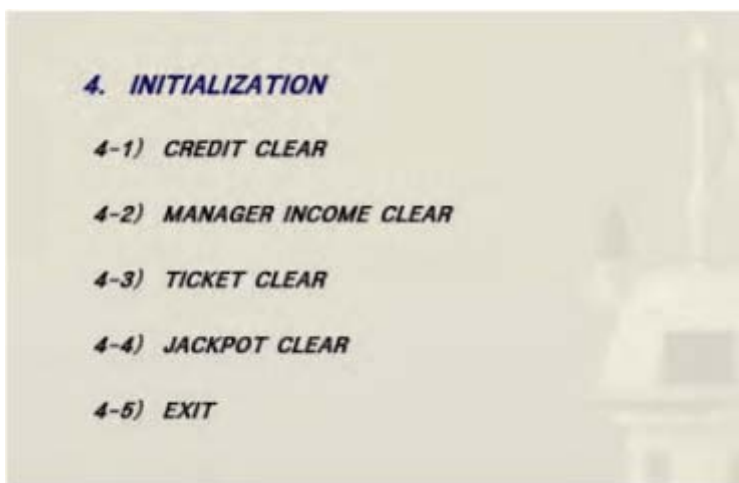 4. INITIALIZATION
4-1) CREDIT CLEAR
4-2) MANAGER INCOME CLEAR
4-3) TICKET CLEAR
4-4) JACKPOT CLEAR
4-5) EXIT